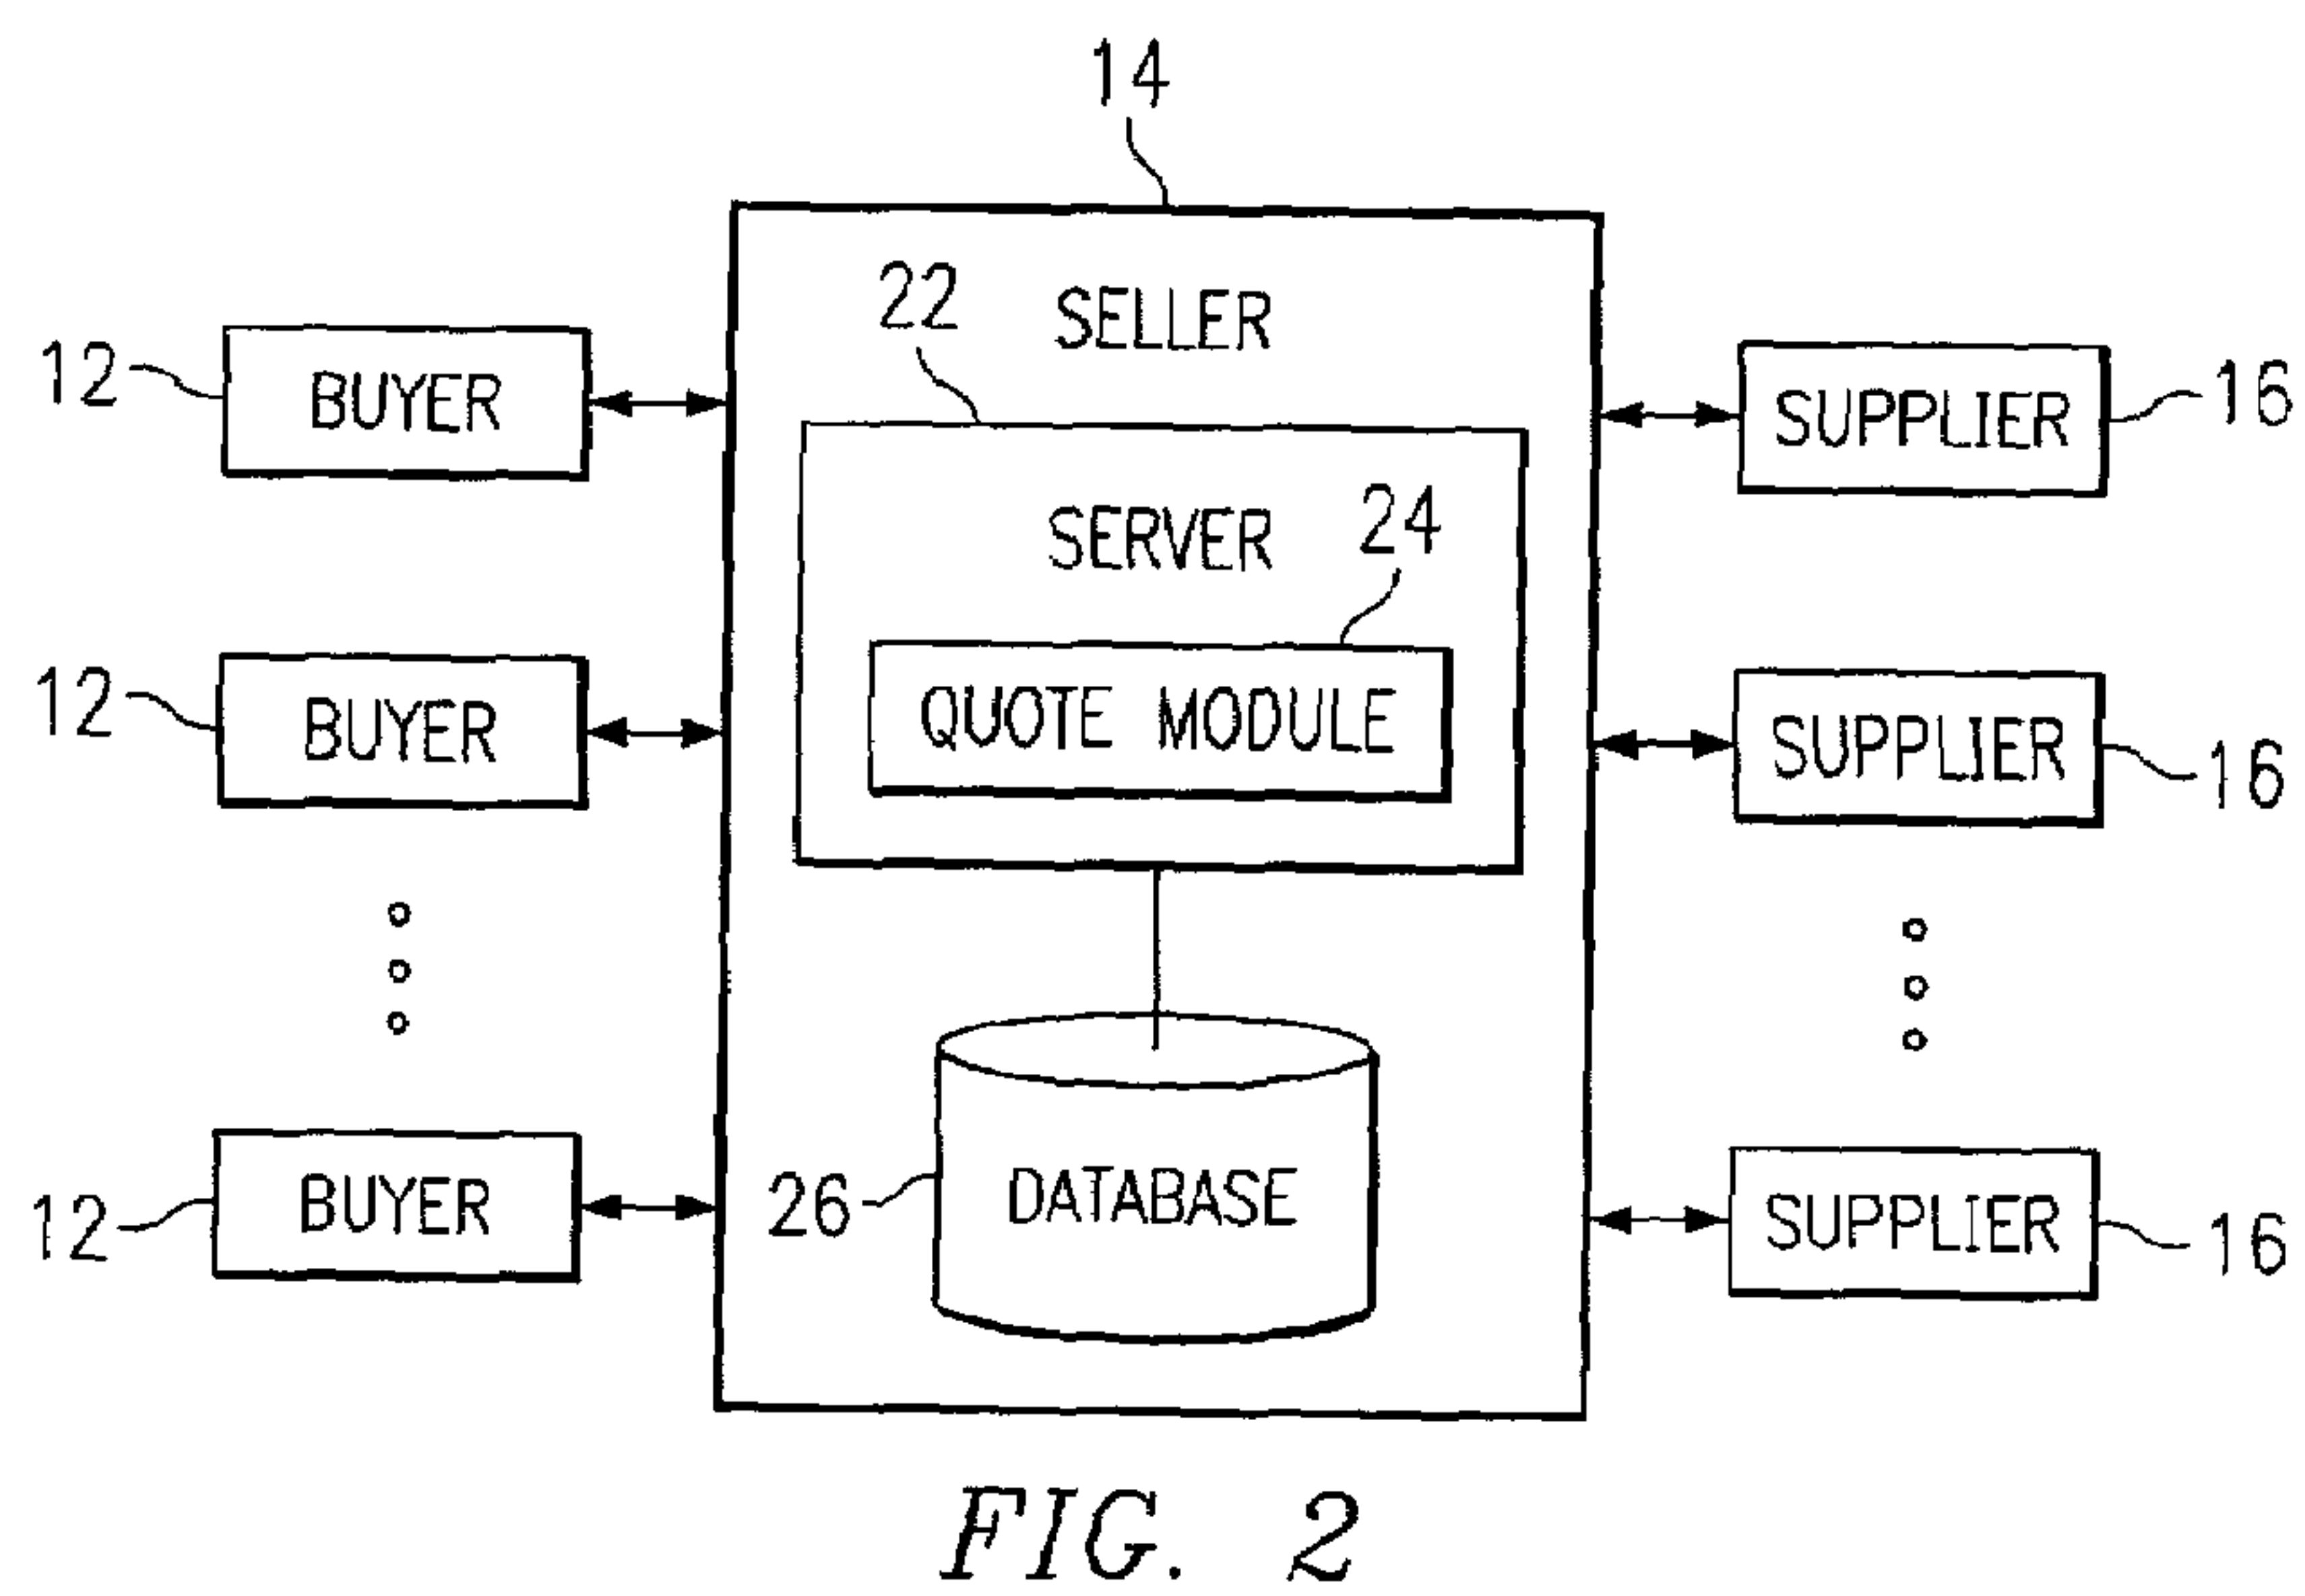 14
22
SELLER
12
BUYER
SUPPLIER
16
SERVER
24
12
BUYER
QUOTE MODULE
SUPPLIER
16
12
BUYER
26
DATABASE
SUPPLIER
16
FIG. 2